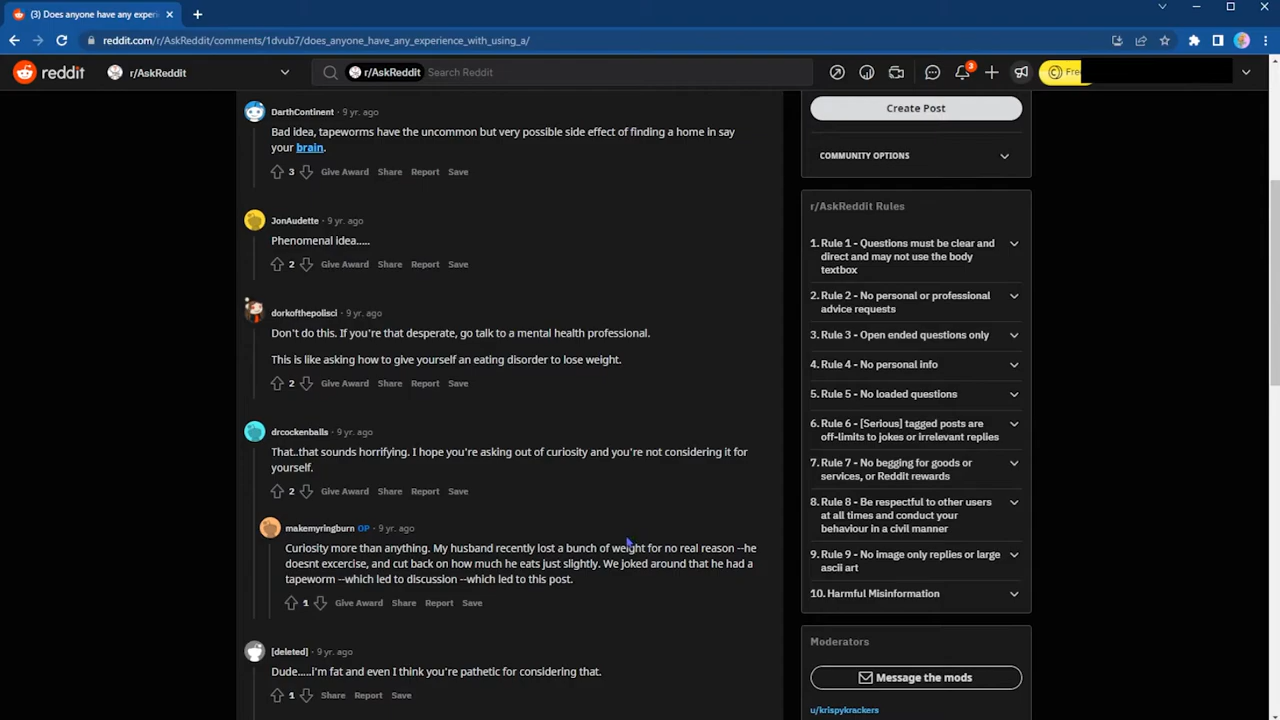 (3) Does anyone have any experi
reddit.com/r/AskReddit/comments/1dvub7/does_anyone_have_any_experience_with_using_a/
reddit r/AskReddit r/AskReddit Search Reddit 3 Free
DarthContinent · 9 yr. ago
Bad idea, tapeworms have the uncommon but very possible side effect of finding a home in say
your brain.
3 Give Award Share Report Save
JonAudette · 9 yr. ago
Phenomenal idea.....
2 Give Award Share Report Save
dorkofthepolisci · 9 yr. ago
Don't do this. If you're that desperate, go talk to a mental health professional.
This is like asking how to give yourself an eating disorder to lose weight.
2 Give Award Share Report Save
drcockenballs · 9 yr. ago
That..that sounds horrifying. I hope you're asking out of curiosity and you're not considering it for
yourself.
2 Give Award Share Report Save
makemyringburn OP · 9 yr. ago
Curiosity more than anything. My husband recently lost a bunch of weight for no real reason --he
doesnt excercise, and cut back on how much he eats just slightly. We joked around that he had a
tapeworm --which led to discussion --which led to this post.
1 Give Award Share Report Save
[deleted] · 9 yr. ago
Dude.....i'm fat and even I think you're pathetic for considering that.
1 Share Report Save
Create Post
COMMUNITY OPTIONS
r/AskReddit Rules
1. Rule 1 - Questions must be clear and
direct and may not use the body
textbox
2. Rule 2 - No personal or professional
advice requests
3. Rule 3 - Open ended questions only
4. Rule 4 - No personal info
5. Rule 5 - No loaded questions
6. Rule 6 - [Serious] tagged posts are
off-limits to jokes or irrelevant replies
7. Rule 7 - No begging for goods or
services, or Reddit rewards
8. Rule 8 - Be respectful to other users
at all times and conduct your
behaviour in a civil manner
9. Rule 9 - No image only replies or large
ascii art
10. Harmful Misinformation
Moderators
Message the mods
u/krispykrackers